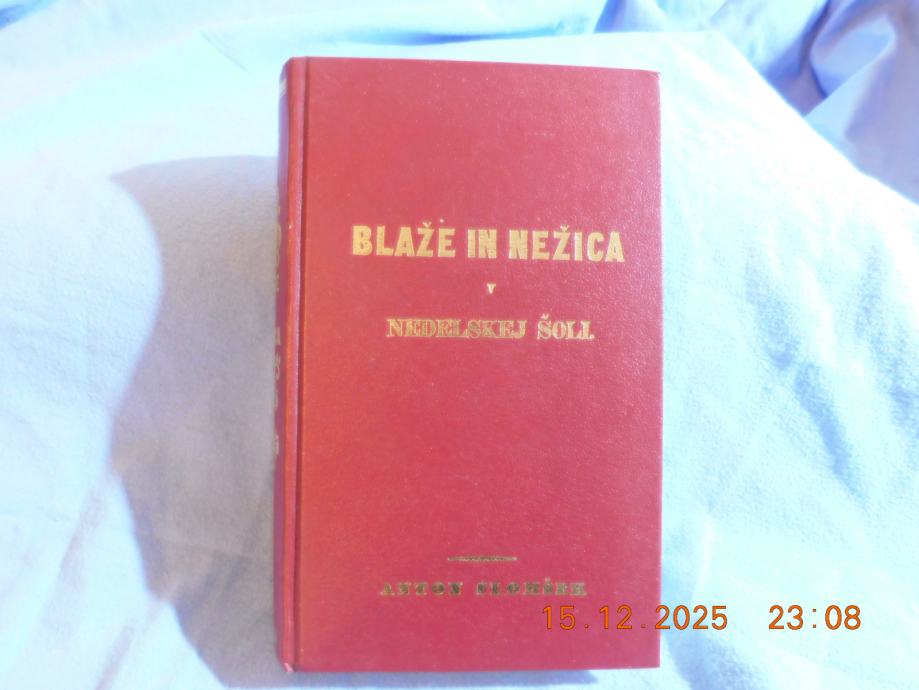 BLAŽE IN NEŽICA
v
NEDELSKEJ ŠOLI.
ANTON SLOMŠEK
15.12.2025 23:08